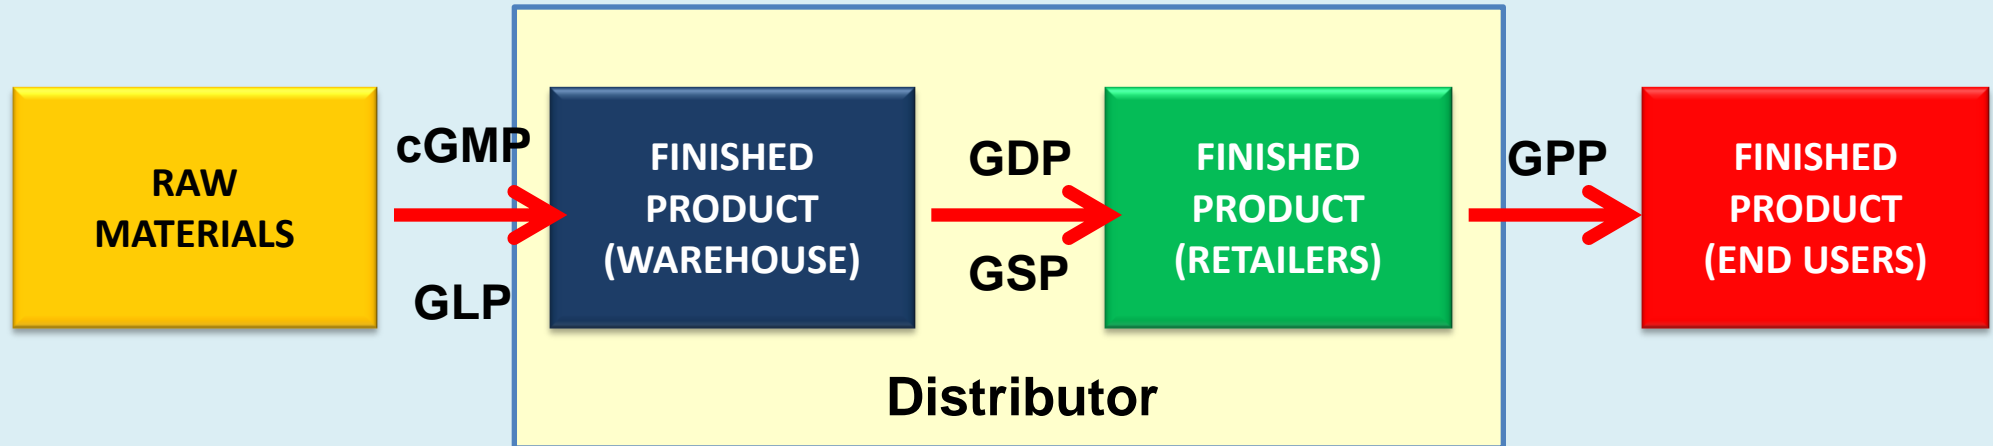 RAW
MATERIALS
cGMP
GLP
FINISHED
PRODUCT
(WAREHOUSE)
GDP
GSP
FINISHED
PRODUCT
(RETAILERS)
GPP
FINISHED
PRODUCT
(END USERS)
Distributor